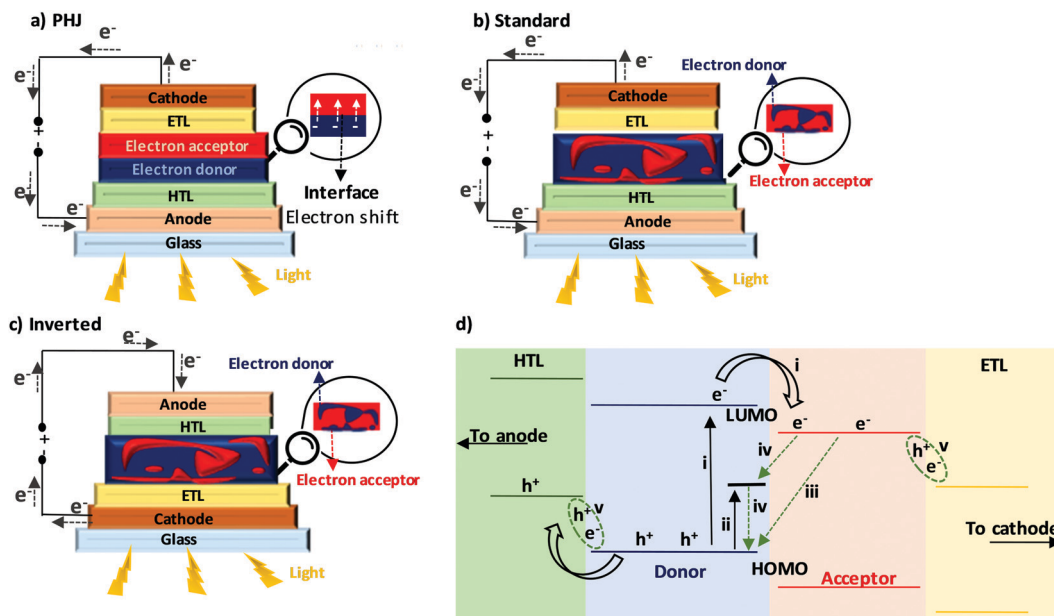 a) PHJ
e-
e-
Cathode
ETL
Electron acceptor
Electron donor
HTL
Anode
Glass
+
-
e-
e-
Interface
Electron shift
Light
b) Standard
e-
e-
Electron donor
Cathode
ETL
Electron acceptor
HTL
Anode
Glass
+
-
e-
e-
Light
c) Inverted
e-
e-
Electron donor
e-
Anode
HTL
Electron acceptor
ETL
Cathode
Glass
+
-
e-
e-
Light
d)
HTL
ETL
i
e-
LUMO
e-
e-
To anode
iv
h+
v
e-
i
iii
h+
ii
iv
h+
v
e-
To cathode
h+
h+
HOMO
Donor
Acceptor